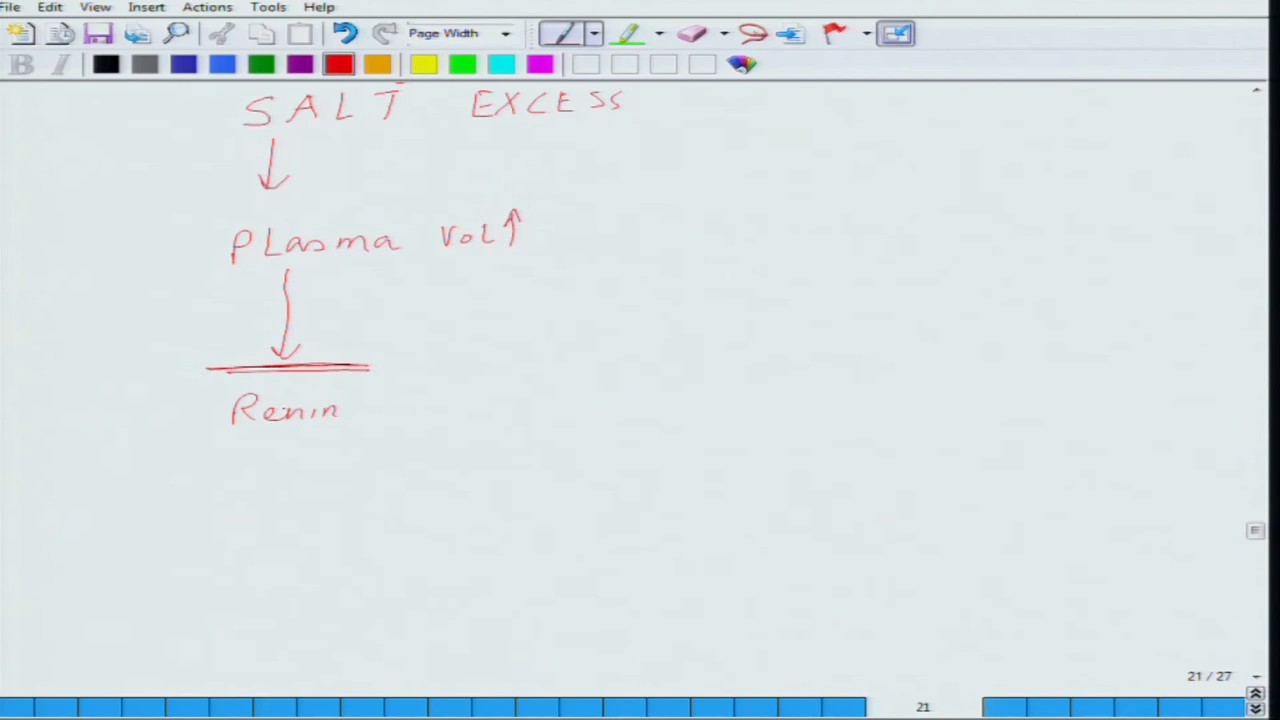 File Edit View Insert Actions Tools Help
Page Width
B I
SALT EXCESS
PLasma VoL↑
Renin
21 / 27
21